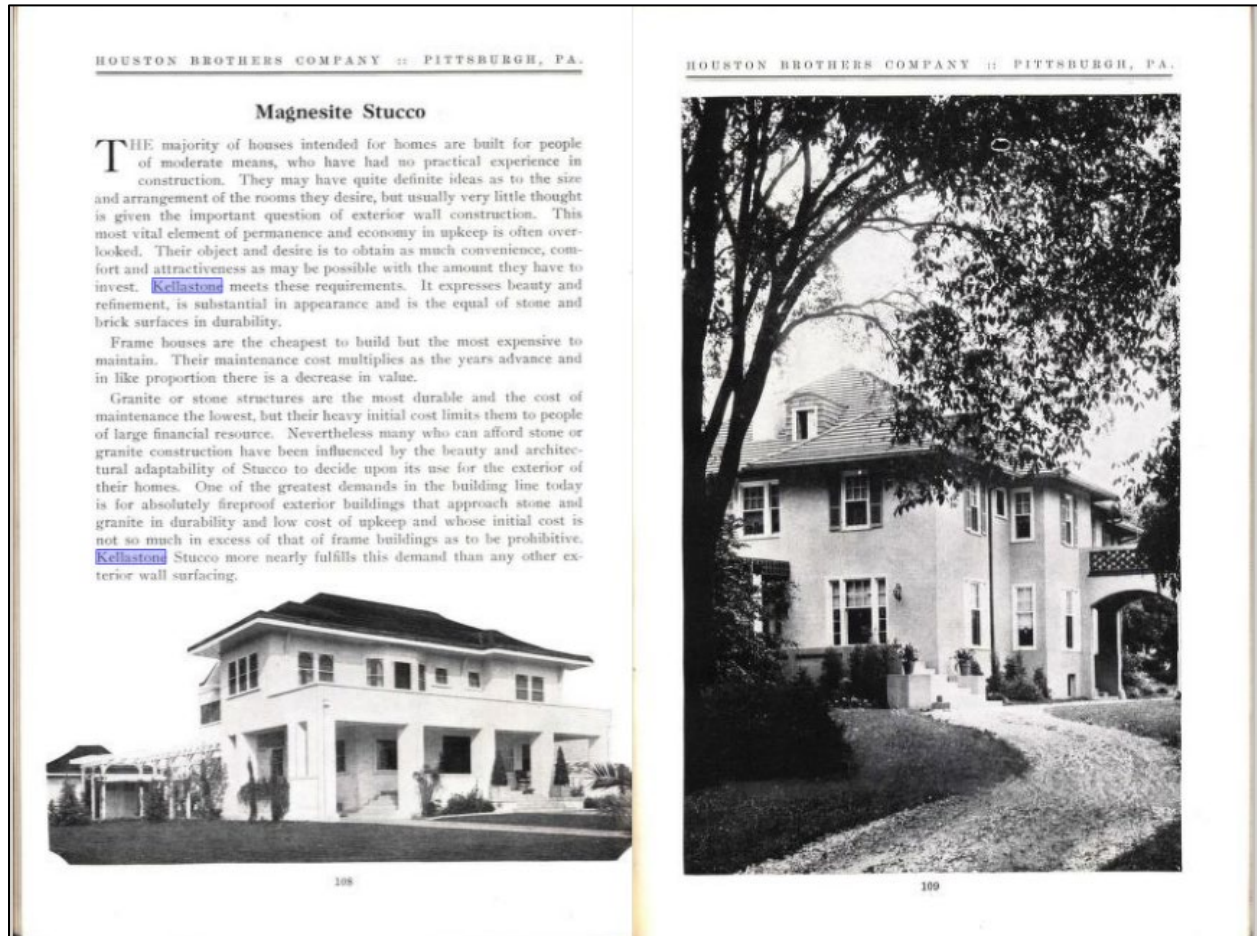 HOUSTON BROTHERS COMPANY :: PITTSBURGH, PA.
Magnesite Stucco
THE majority of houses intended for homes are built for people
of moderate means, who have had no practical experience in
construction. They may have quite definite ideas as to the size
and arrangement of the rooms they desire, but usually very little thought
is given the important question of exterior wall construction. This
most vital element of permanence and economy in upkeep is often over-
looked. Their object and desire is to obtain as much convenience, com-
fort and attractiveness as may be possible with the amount they have to
invest. Kellastone meets these requirements. It expresses beauty and
refinement, is substantial in appearance and is the equal of stone and
brick surfaces in durability.
Frame houses are the cheapest to build but the most expensive to
maintain. Their maintenance cost multiplies as the years advance and
in like proportion there is a decrease in value.
Granite or stone structures are the most durable and the cost of
maintenance the lowest, but their heavy initial cost limits them to people
of large financial resource. Nevertheless many who can afford stone or
granite construction have been influenced by the beauty and architec-
tural adaptability of Stucco to decide upon its use for the exterior of
their homes. One of the greatest demands in the building line today
is for absolutely fireproof exterior buildings that approach stone and
granite in durability and low cost of upkeep and whose initial cost is
not so much in excess of that of frame buildings as to be prohibitive.
Kellastone Stucco more nearly fulfills this demand than any other ex-
terior wall surfacing.
108
HOUSTON BROTHERS COMPANY :: PITTSBURGH, PA.
109